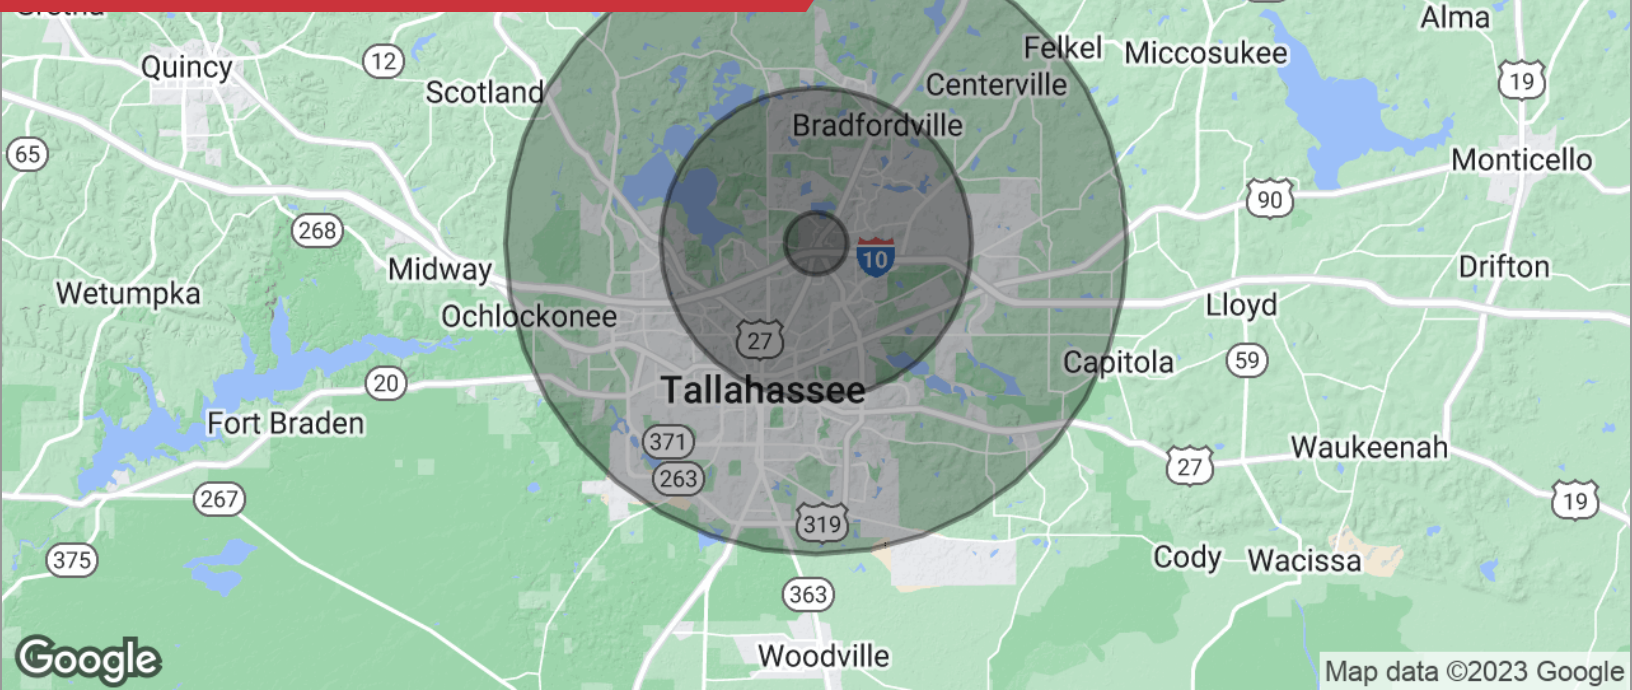 Gretna
Alma
Felkel
Miccosukee
Quincy
12
Centerville
19
Scotland
Bradfordville
65
Monticello
90
268
10
Midway
Drifton
Wetumpka
Lloyd
Ochlockonee
27
59
Capitola
20
Tallahassee
Fort Braden
371
Waukeenah
27
263
267
19
319
375
Cody
Wacissa
363
Woodville
Google
Map data ©2023 Google